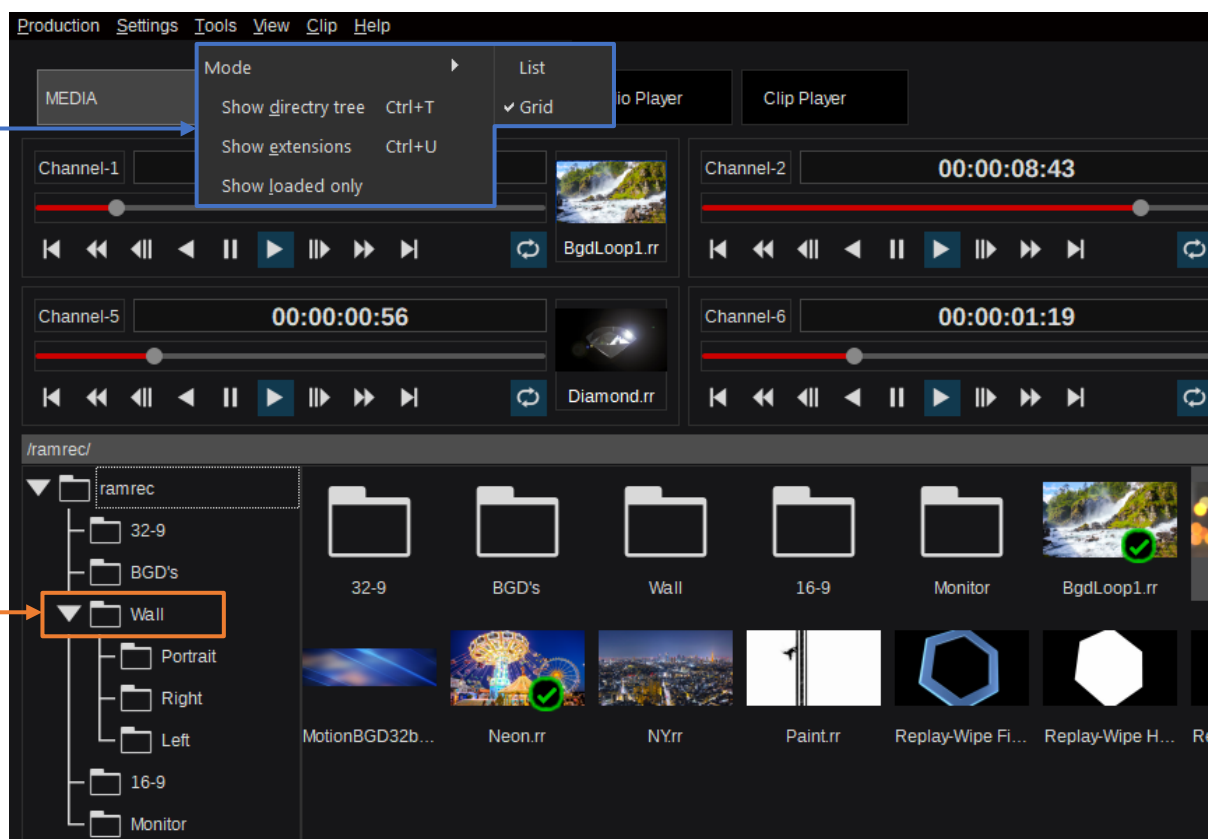 Production Settings Tools View Clip Help
Mode
List
Show directry tree Ctrl+T
Grid
Show extensions Ctrl+U
Show loaded only
MEDIA
io Player
Clip Player
Channel-1
BgdLoop1.rr
Channel-2
00:00:08:43
Channel-5
00:00:00:56
Diamond.rr
Channel-6
00:00:01:19
/ramrec/
ramrec
32-9
BGD's
Wall
Portrait
Right
Left
16-9
Monitor
32-9
BGD's
Wall
16-9
Monitor
BgdLoop1.rr
MotionBGD32b...
Neon.rr
NY.rr
Paint.rr
Replay-Wipe Fi...
Replay-Wipe H...